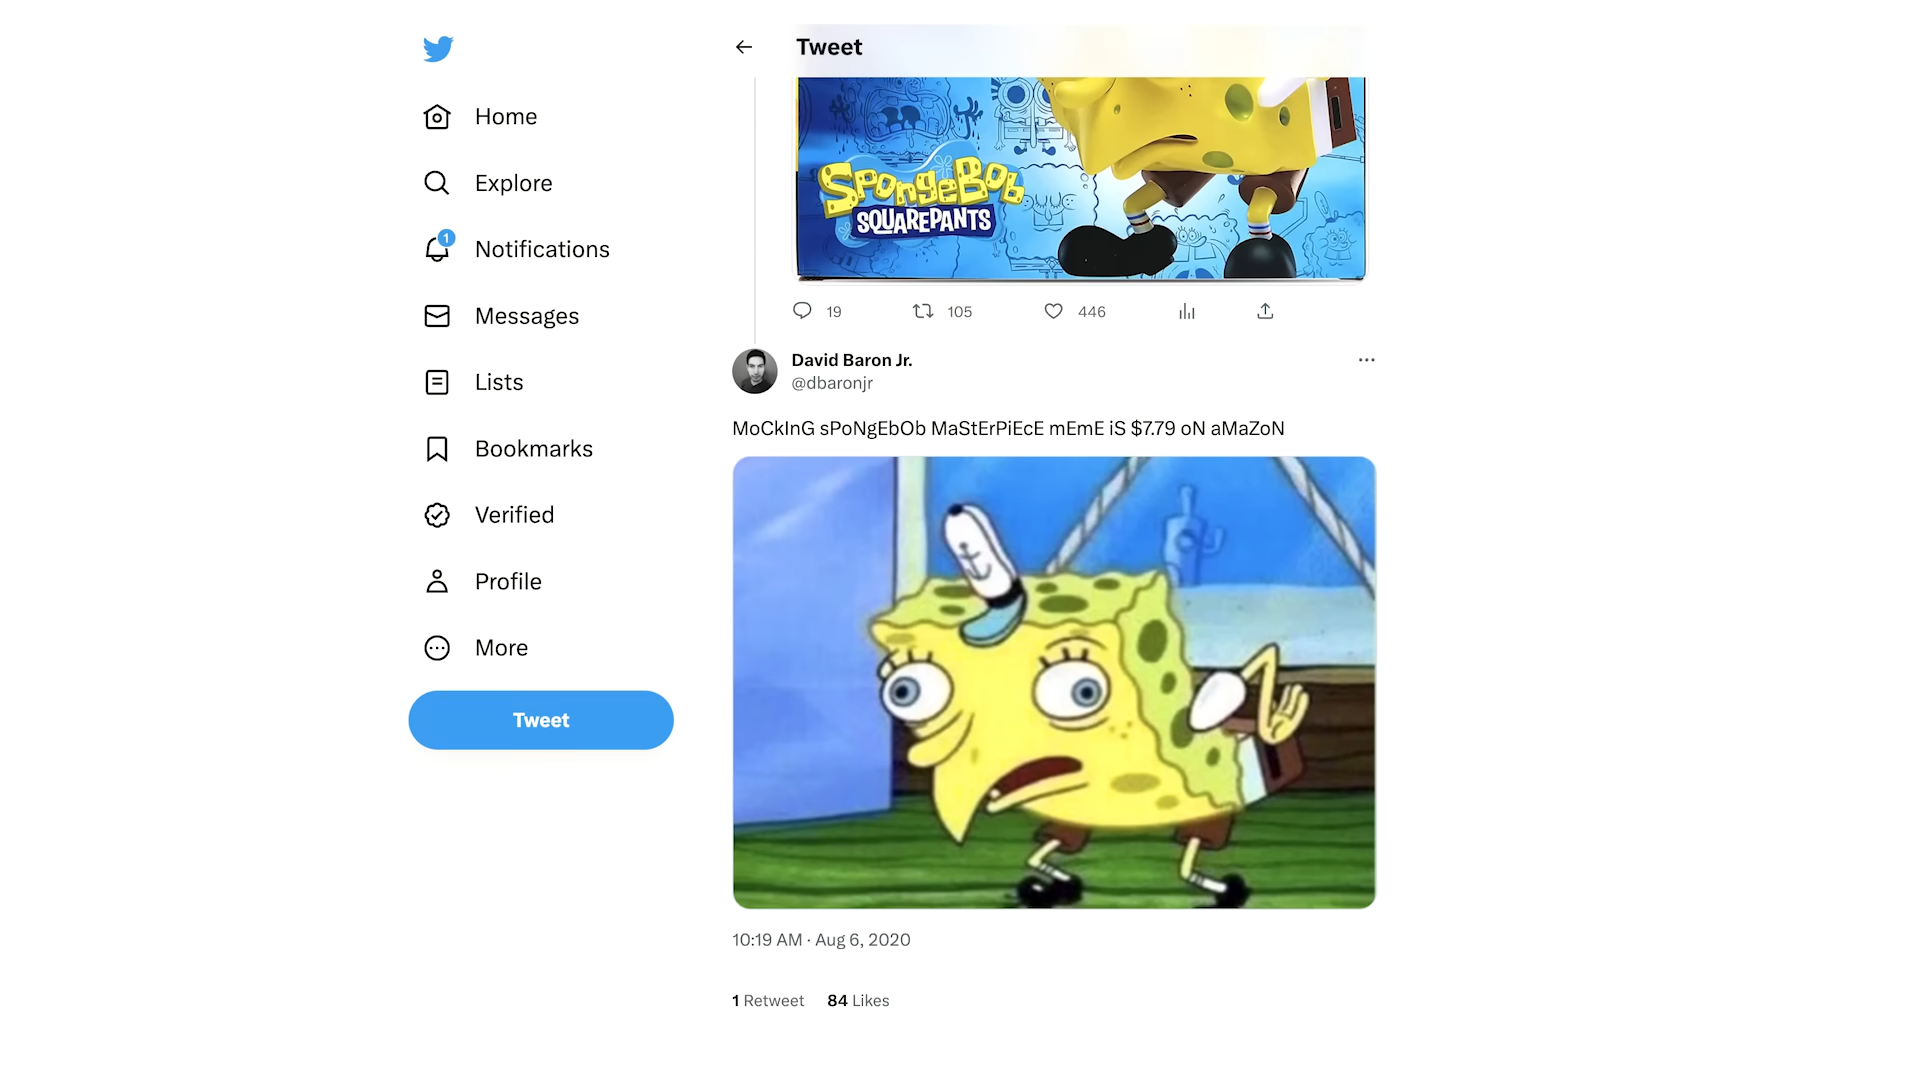 Tweet
SPONGEBOB
SQUAREPANTS
Home
Explore
1
Notifications
Messages
Lists
Bookmarks
Verified
Profile
More
Tweet
19 105 446
David Baron Jr.
@dbaronjr
MoCkInG sPoNgEbOb MaStErPiEcE mEmE iS $7.79 oN aMaZoN
10:19 AM · Aug 6, 2020
1 Retweet 84 Likes